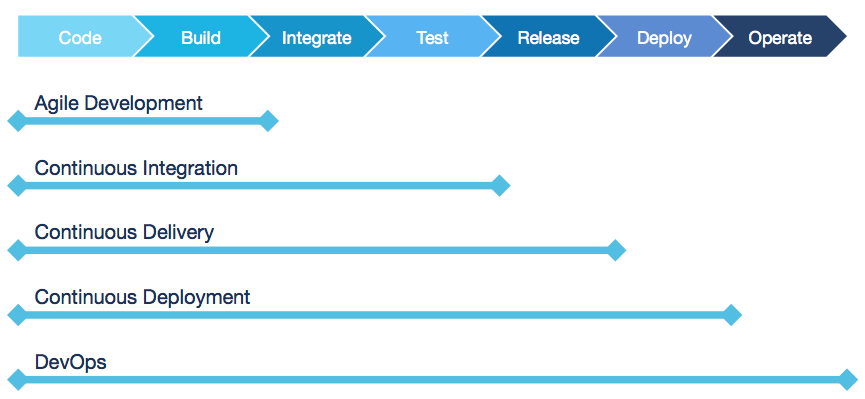 Code Build Integrate Test Release Deploy Operate
Agile Development
Continuous Integration
Continuous Delivery
Continuous Deployment
DevOps